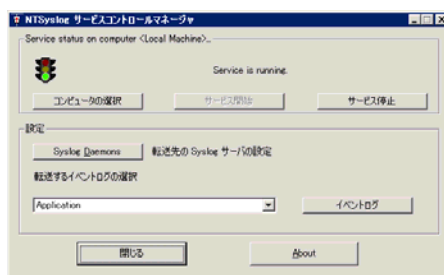 NTSyslog サービスコントロールマネージャ
Service status on computer <Local Machine>...
Service is running.
コンピュータの選択
サービス開始
サービス停止
設定
Syslog Daemons
転送先の Syslog サーバの設定
転送するイベントログの選択
Application
イベントログ
閉じる
About